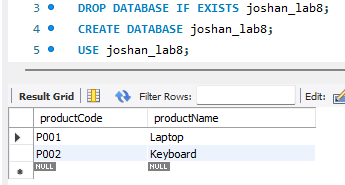 3 DROP DATABASE IF EXISTS joshan_lab8;
4 CREATE DATABASE joshan_lab8;
5 USE joshan_lab8;
Result Grid Filter Rows: Edit:
productCode productName
P001 Laptop
P002 Keyboard
NULL NULL